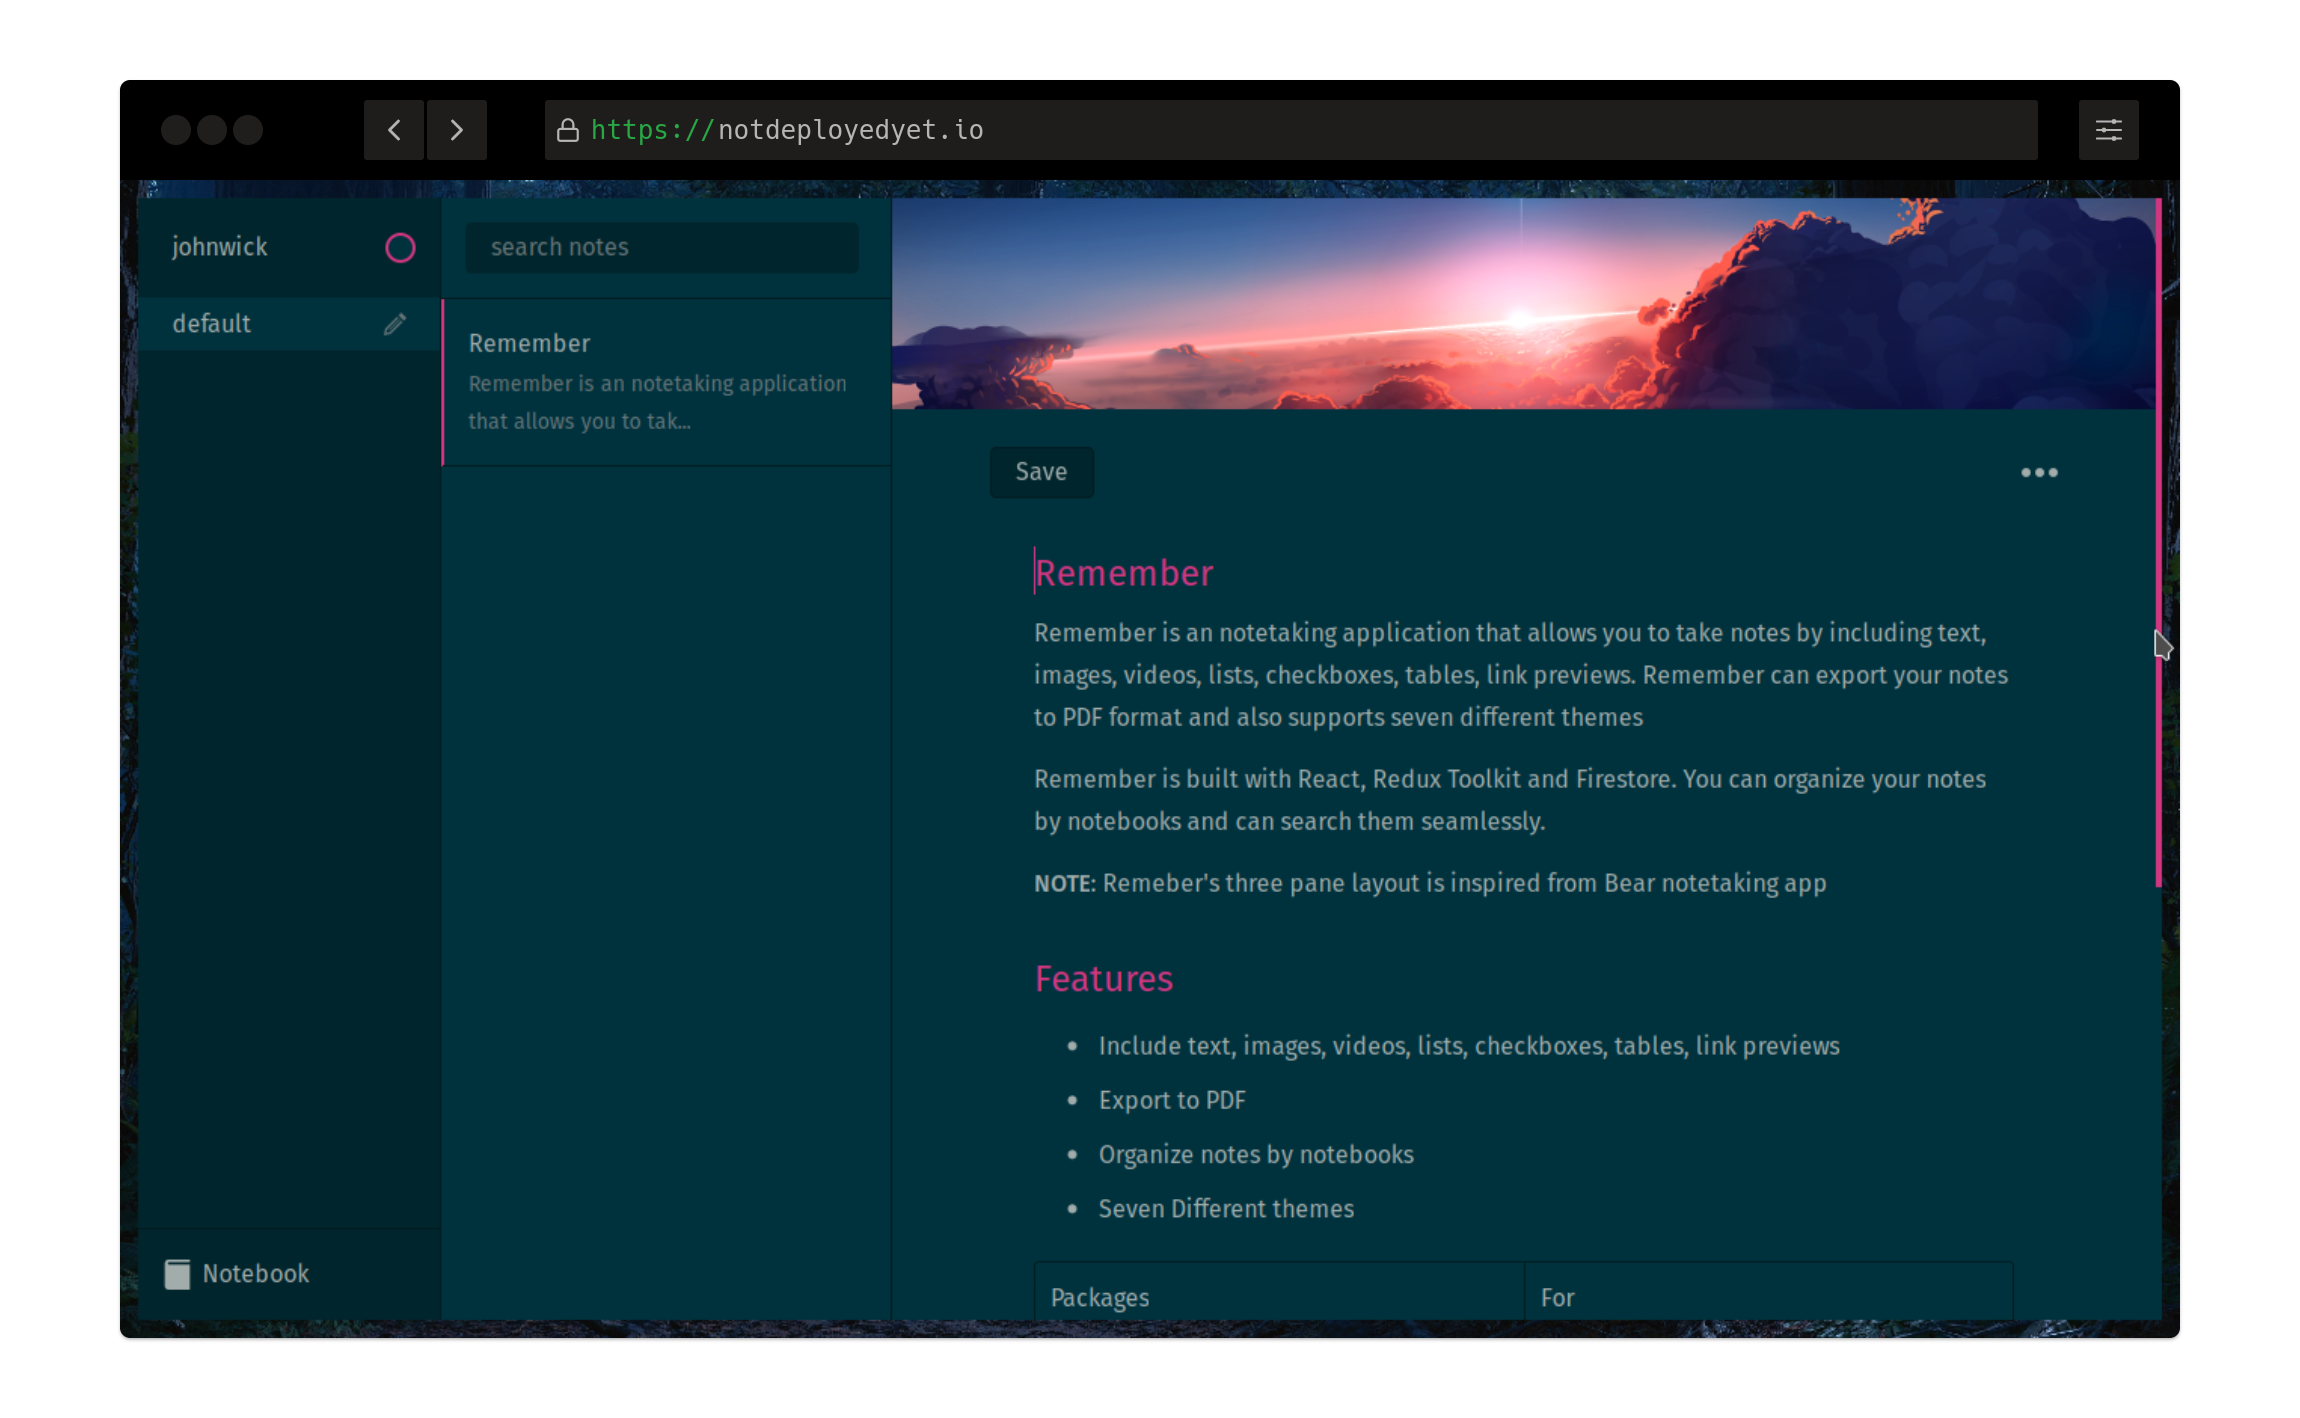 https://notdeployedyet.io
johnwick
search notes
default
Remember
Remember is an notetaking application
that allows you to tak...
Save
Remember
Remember is an notetaking application that allows you to take notes by including text,
images, videos, lists, checkboxes, tables, link previews. Remember can export your notes
to PDF format and also supports seven different themes
Remember is built with React, Redux Toolkit and Firestore. You can organize your notes
by notebooks and can search them seamlessly.
NOTE: Remeber's three pane layout is inspired from Bear notetaking app
Features
• Include text, images, videos, lists, checkboxes, tables, link previews
• Export to PDF
• Organize notes by notebooks
• Seven Different themes
Packages For
Notebook